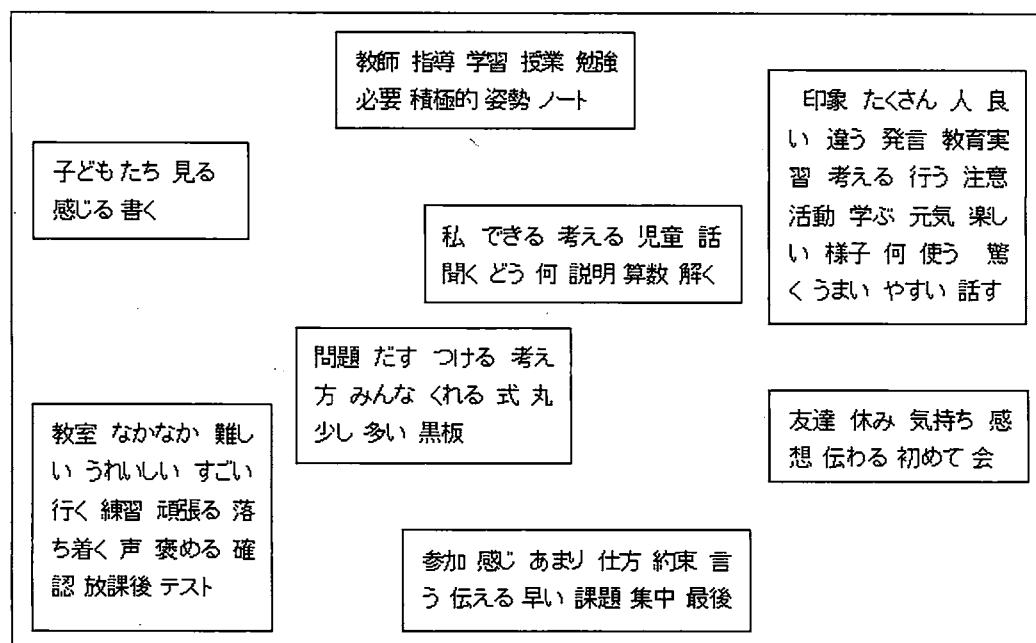 教師 指導 学習 授業 勉強
必要 積極的 姿勢 ノート
印象 たくさん 人 良
い 違う 発言 教育実
習 考える 行う 注意
活動 学ぶ 元気 楽し
い 様子 何 使う 驚
く うまい やすい 話す
子ども たち 見る
感じる 書く
私 できる 考える 児童 話
聞く どう 何 説明 算数 解く
問題 だす つける 考え
方 みんな くれる 式 丸
少し 多い 黒板
友達 休み 気持ち 感
想 伝わる 初めて 会
教室 なかなか 難し
い うれいしい すごい
行く 練習 頑張る 落
ち着く 声 褒める 確
認 放課後 テスト
参加 感じ あまり 仕方 約束 言
う 伝える 早い 課題 集中 最後